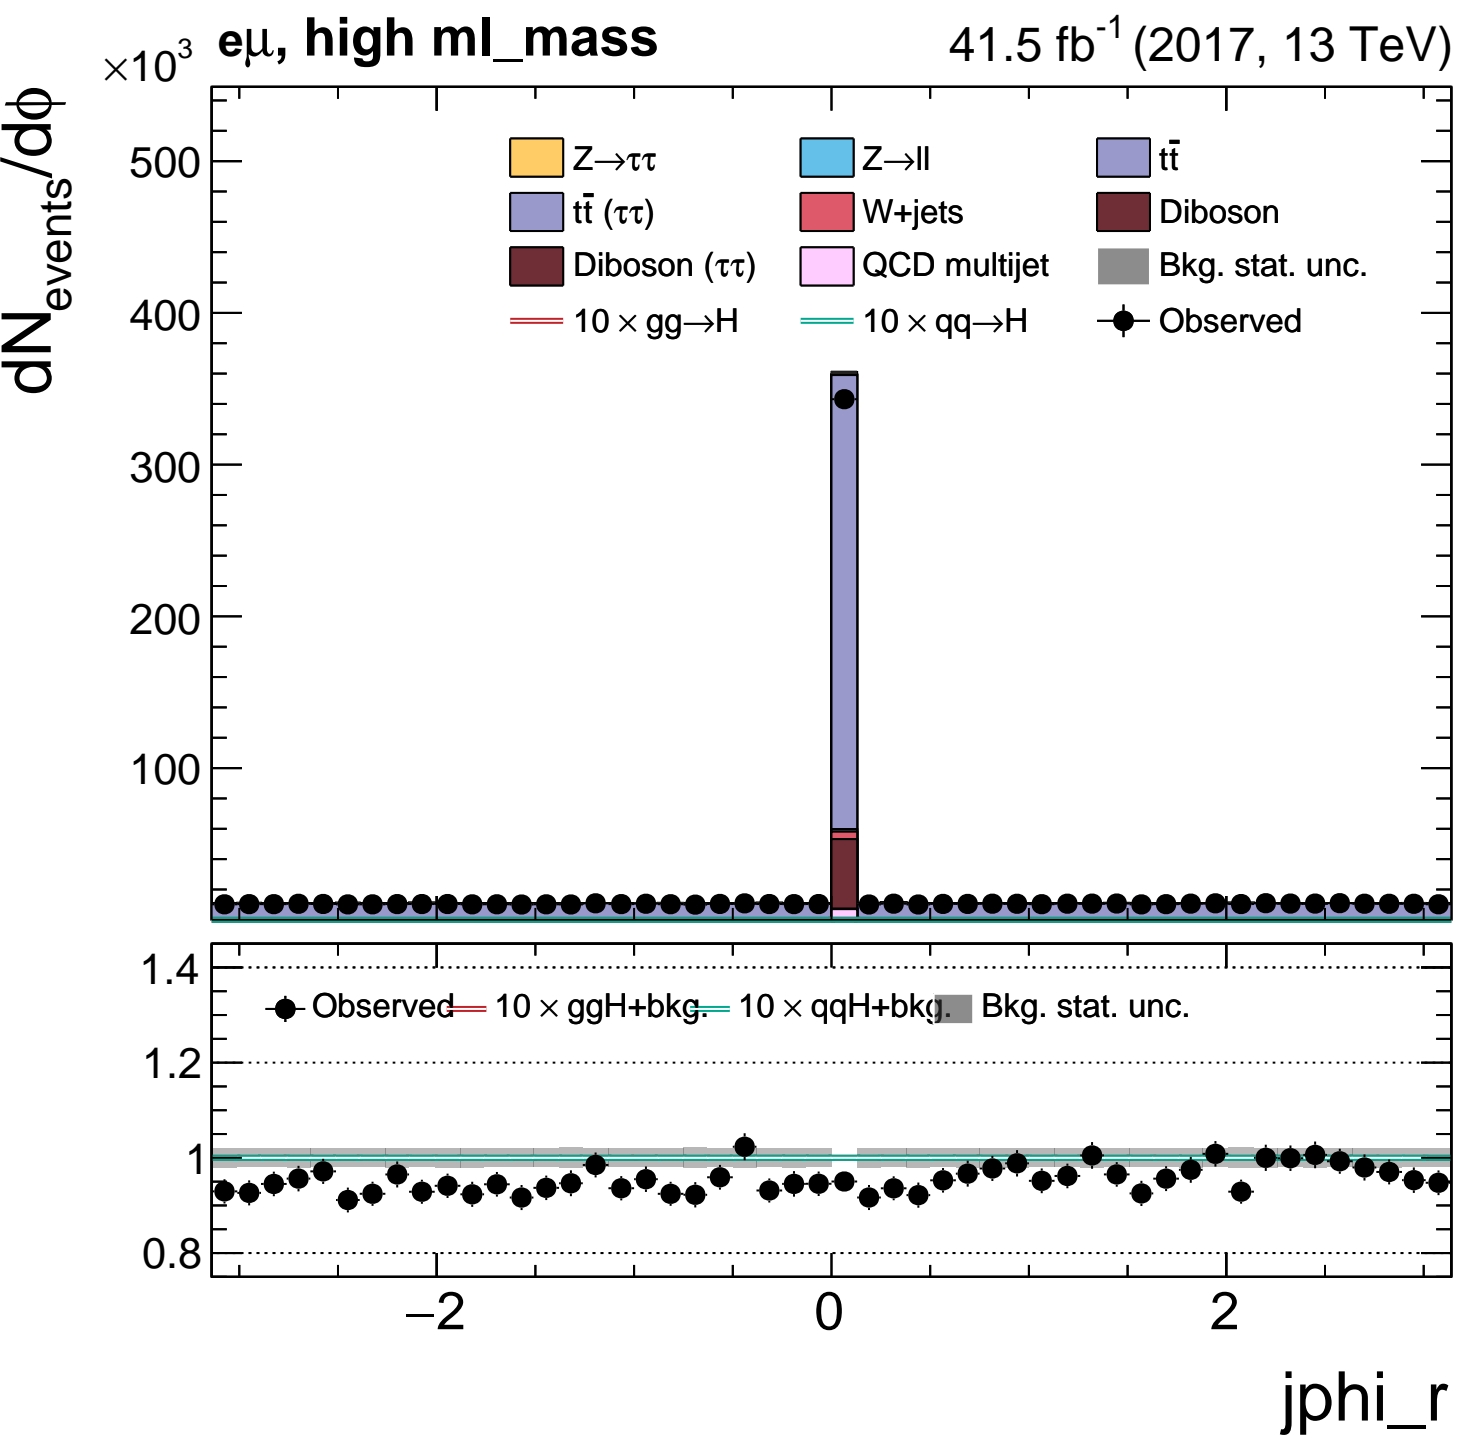 ×10³ eμ, high ml_mass 41.5 fb⁻¹ (2017, 13 TeV)
dN_events/dϕ
Z→ττ Z→ll tt̄
tt̄ (ττ) W+jets Diboson
Diboson (ττ) QCD multijet Bkg. stat. unc.
10 × gg→H 10 × qq→H Observed
500
400
300
200
100
1.4
Observed 10 × ggH+bkg. 10 × qqH+bkg. Bkg. stat. unc.
1.2
1
0.8
−2 0 2
jphi_r